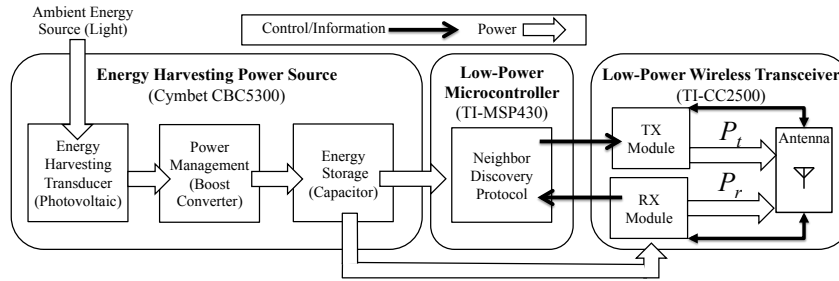 Ambient Energy
Source (Light)
Control/Information
Power
Energy Harvesting Power Source
(Cymbet CBC5300)
Energy
Harvesting
Transducer
(Photovoltaic)
Power
Management
(Boost
Converter)
Energy
Storage
(Capacitor)
Low-Power
Microcontroller
(TI-MSP430)
Neighbor
Discovery
Protocol
Low-Power Wireless Transceiver
(TI-CC2500)
TX
Module
P_t
RX
Module
P_r
Antenna